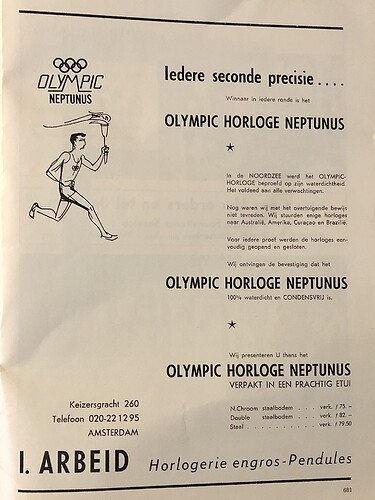 OLYMPIC
NEPTUNUS
Iedere seconde precisie....
Winnaar in iedere ronde is het
OLYMPIC HORLOGE NEPTUNUS
In de NOORDZEE werd het OLYMPIC-
HORLOGE beproefd op zijn waterdichtheid.
Het voldeed aan alle verwachtingen.
Nog waren wij met het overtuigende bewijs
niet tevreden. Wij stuurden enige horloges
naar Australië, Amerika, Curaçao en Brazilië.
Voor iedere proef werden de horloges een-
voudig geopend en gesloten.
Wij ontvingen de bevestiging dat het
OLYMPIC HORLOGE NEPTUNUS
100% waterdicht en CONDENSVRIJ is.
Wij presenteren U thans het
OLYMPIC HORLOGE NEPTUNUS
VERPAKT IN EEN PRACHTIG ETUI
N.Chroom staalbodem ... verk. ƒ 75.–
Double staalbodem ... verk. ƒ 82.–
Staal . . . . . . . . . . verk. ƒ 79.50
Keizersgracht 260
Telefoon 020-22 12 95
AMSTERDAM
I. ARBEID Horlogerie engros-Pendules
681